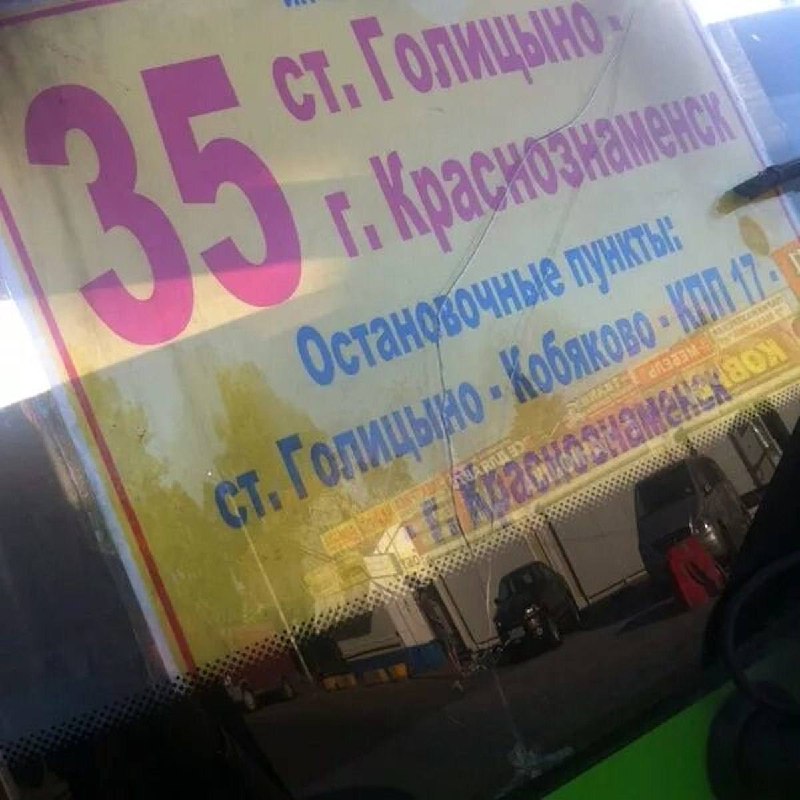 35 ст. Голицыно -
г. Краснознаменск
Остановочные пункты:
ст. Голицыно - Кобяково - КПП 17 -
- г. Краснознаменск